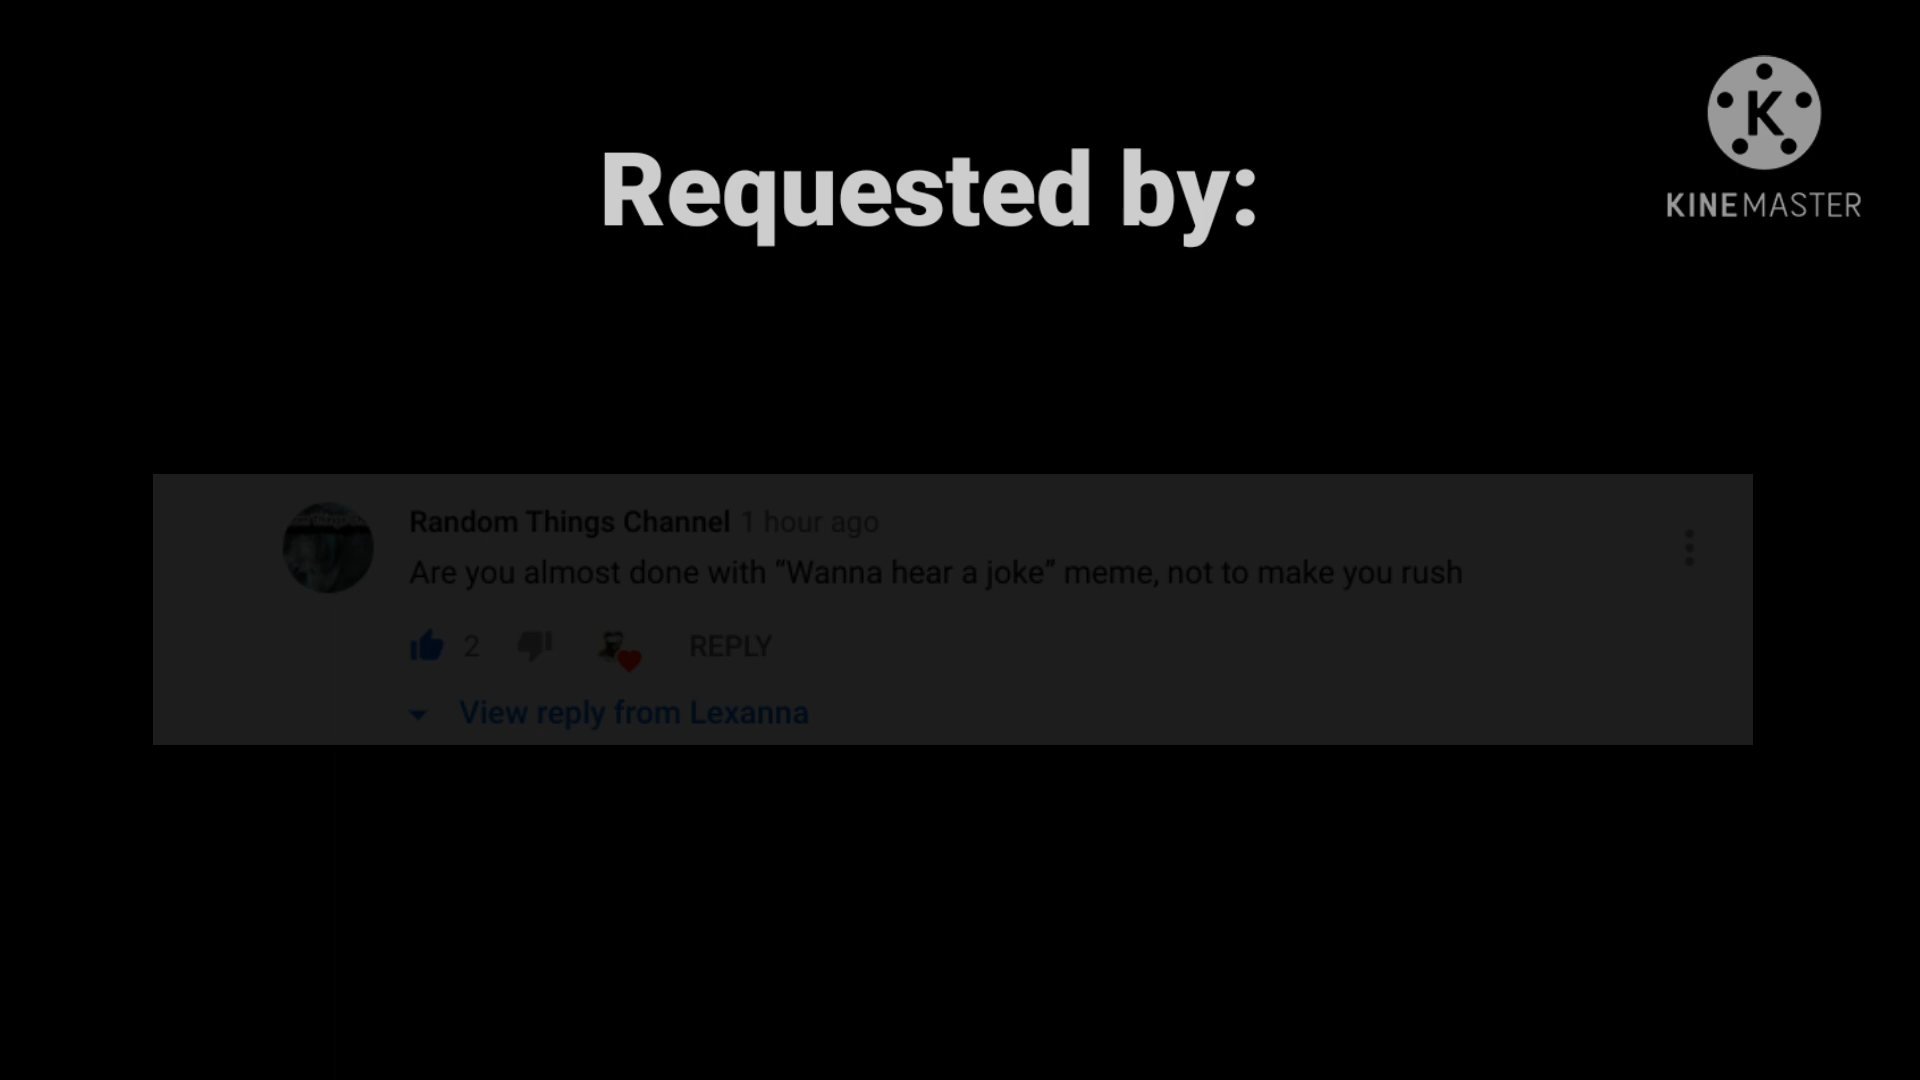 K
KINEMASTER
Requested by:
Random Things Channel 1 hour ago
Are you almost done with “Wanna hear a joke” meme, not to make you rush
2 REPLY
View reply from Lexanna